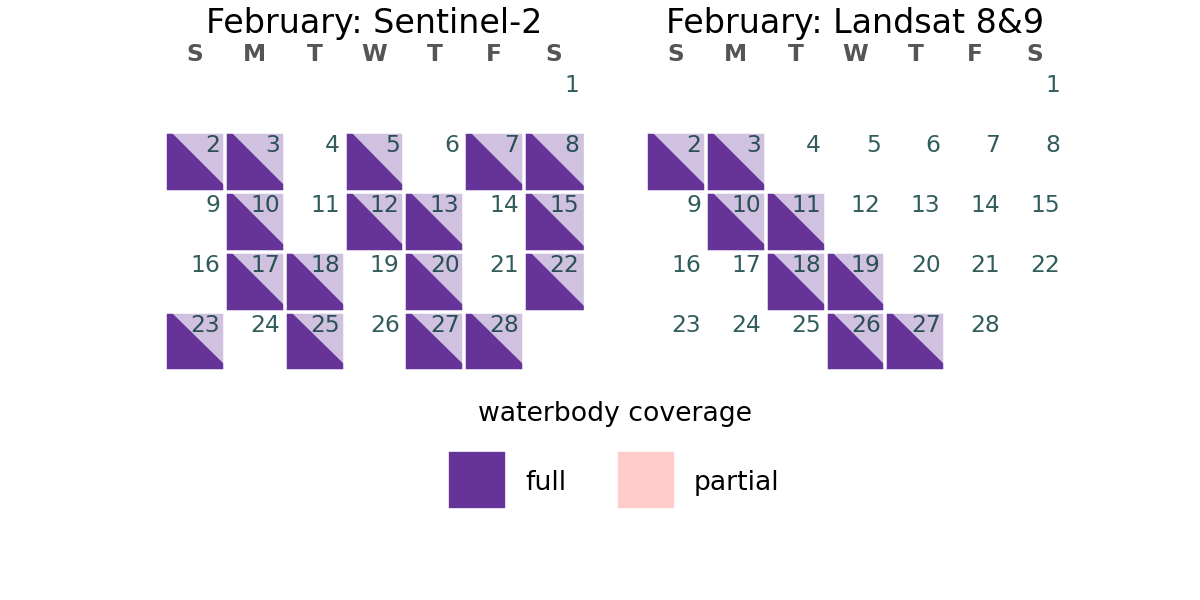 February: Sentinel-2
S M T W T F S
1
2 3 4 5 6 7 8
9 10 11 12 13 14 15
16 17 18 19 20 21 22
23 24 25 26 27 28
February: Landsat 8&9
S M T W T F S
1
2 3 4 5 6 7 8
9 10 11 12 13 14 15
16 17 18 19 20 21 22
23 24 25 26 27 28
waterbody coverage
full partial